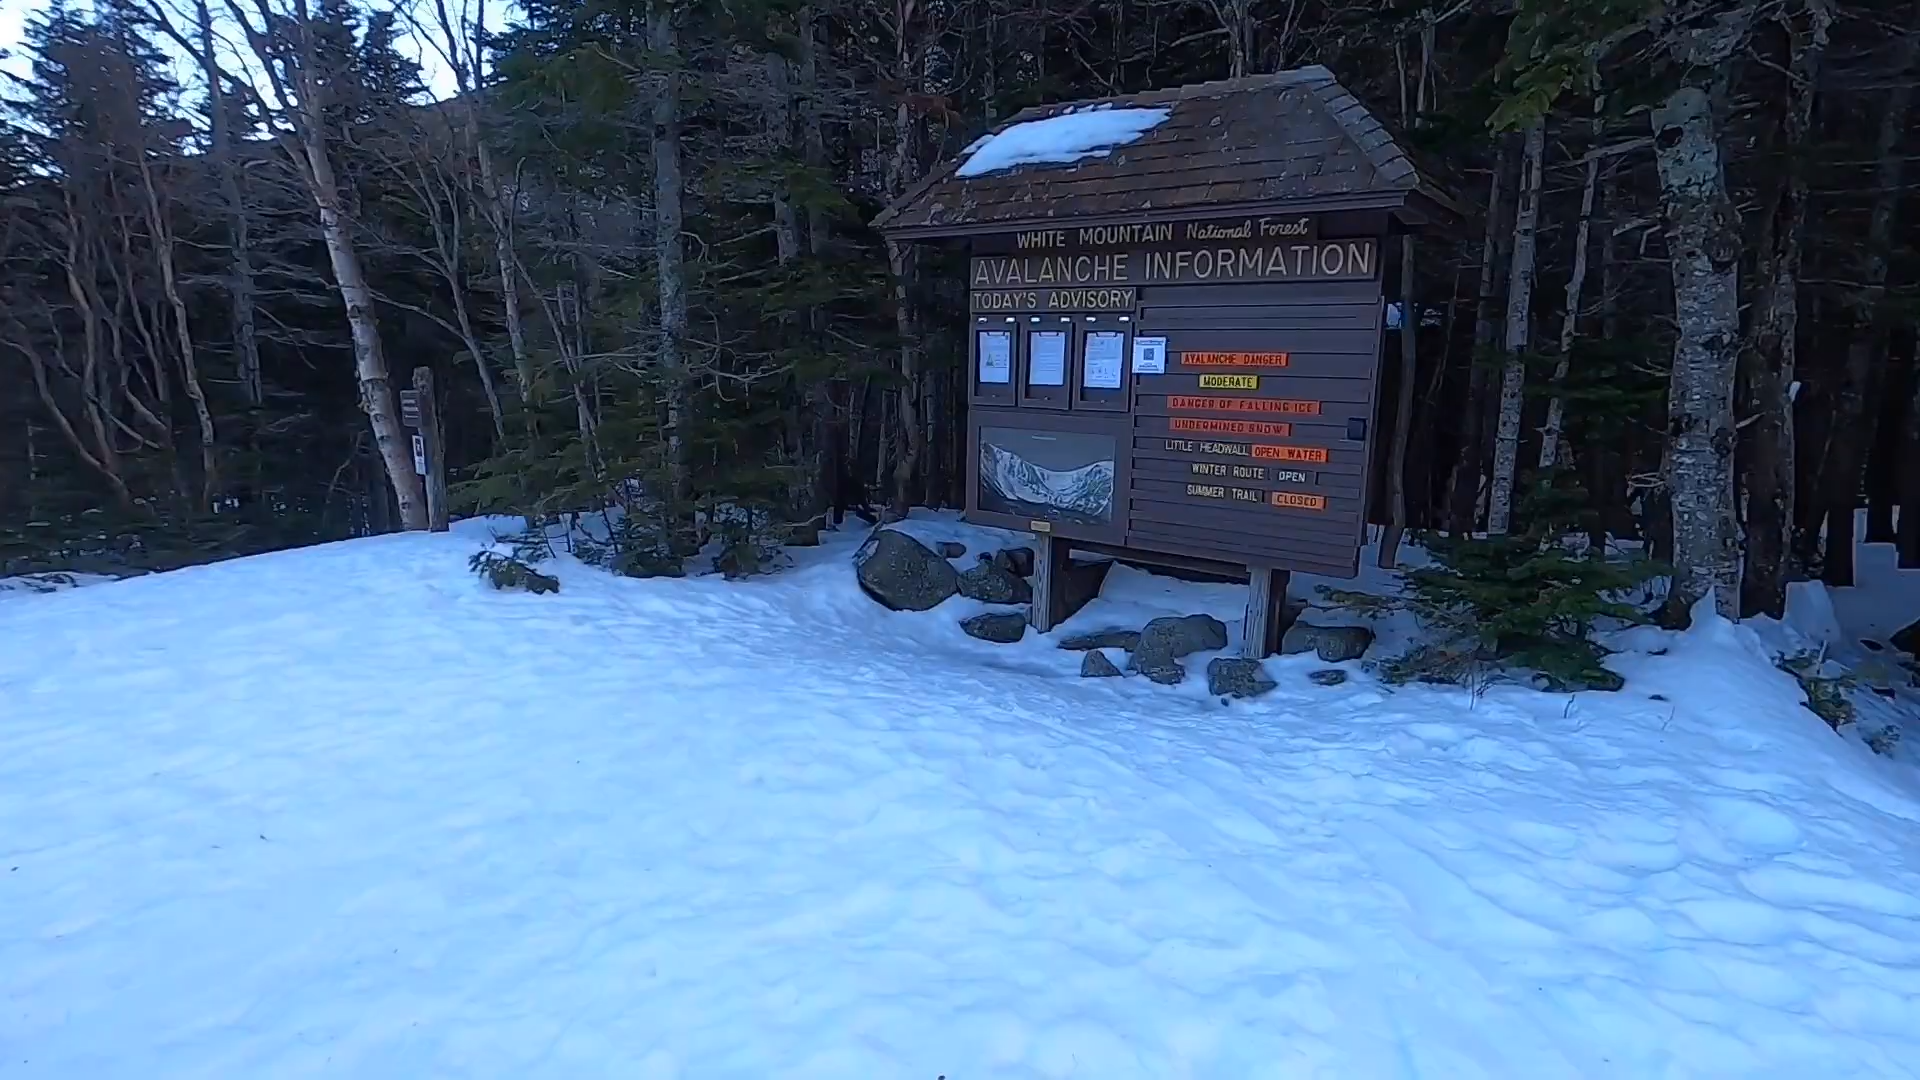 WHITE MOUNTAIN National Forest
AVALANCHE INFORMATION
TODAY'S ADVISORY
AVALANCHE DANGER
MODERATE
DANGER OF FALLING ICE
UNDERMINED SNOW
LITTLE HEADWALL OPEN WATER
WINTER ROUTE OPEN
SUMMER TRAIL CLOSED